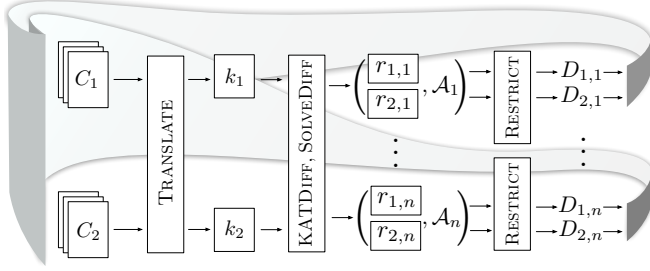 C₁
C₂
TRANSLATE
k₁
k₂
KATDIFF, SOLVEDIFF
( r₁,₁ r₂,₁ , 𝒜₁ )
⋮
( r₁,ₙ r₂,ₙ , 𝒜ₙ )
RESTRICT
RESTRICT
D₁,₁
D₂,₁
⋮
D₁,ₙ
D₂,ₙ